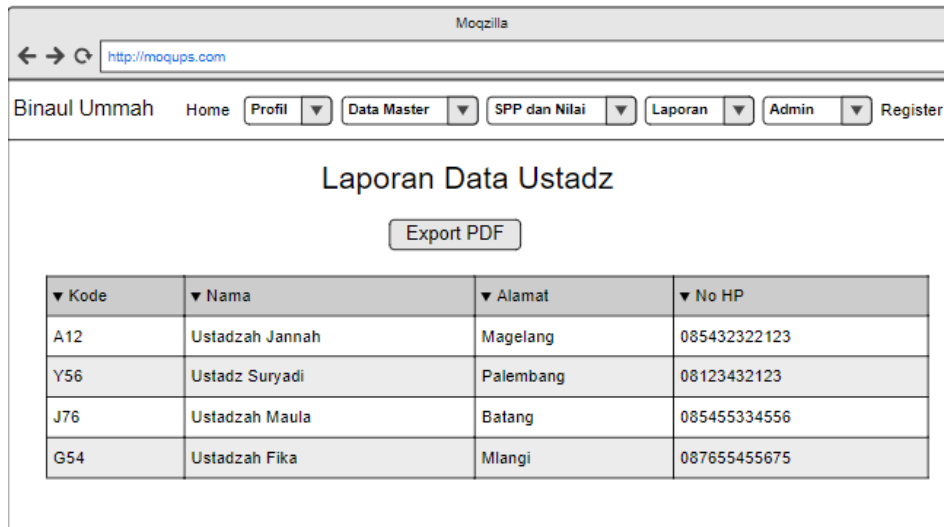 Moqzilla
http://moqups.com
Binaul Ummah Home Profil Data Master SPP dan Nilai Laporan Admin Register
Laporan Data Ustadz
Export PDF
Kode Nama Alamat No HP
A12 Ustadzah Jannah Magelang 085432322123
Y56 Ustadz Suryadi Palembang 08123432123
J76 Ustadzah Maula Batang 085455334556
G54 Ustadzah Fika Mlangi 087655455675